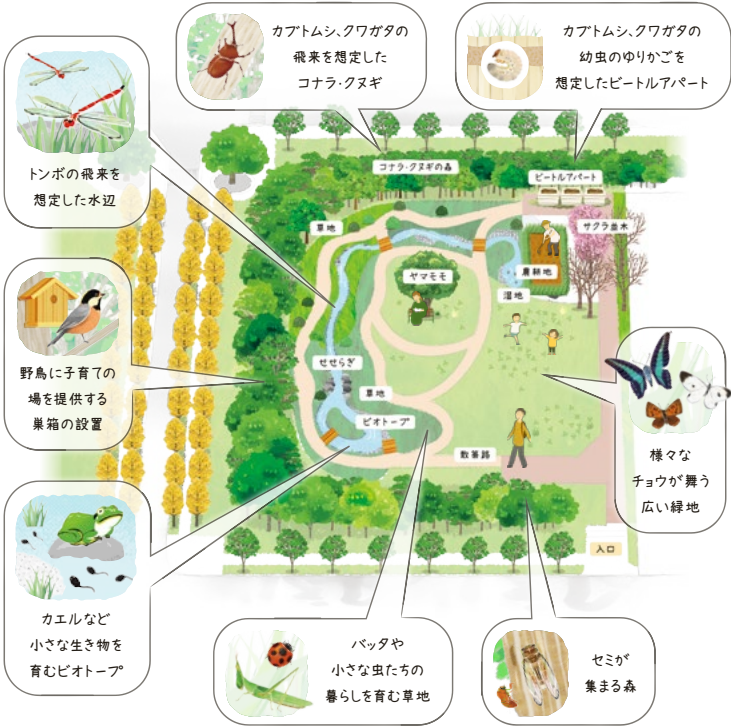 カブトムシ、クワガタの
飛来を想定した
コナラ・クヌギ
カブトムシ、クワガタの
幼虫のゆりかごを
想定したビートルアパート
トンボの飛来を
想定した水辺
コナラ・クヌギの森
ビートルアパート
草地
サクラ並木
ヤマモモ
農耕地
湿地
野鳥に子育ての
場を提供する
巣箱の設置
せせらぎ
草地
ビオトープ
散策路
様々な
チョウが舞う
広い緑地
入口
カエルなど
小さな生き物を
育むビオトープ
バッタや
小さな虫たちの
暮らしを育む草地
セミが
集まる森